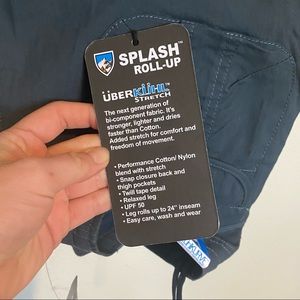 SPLASH™
ROLL-UP
ÜBERKÜHL™
STRETCH
The next generation of
bi-component fabric. It's
stronger, lighter and dries
faster than Cotton.
Added stretch for comfort and
freedom of movement.
• Performance Cotton/ Nylon
blend with stretch
• Snap closure back and
thigh pockets
• Twill tape detail
• Relaxed leg
• UPF 50
• Leg rolls up to 24" inseam
• Easy care, wash and wear